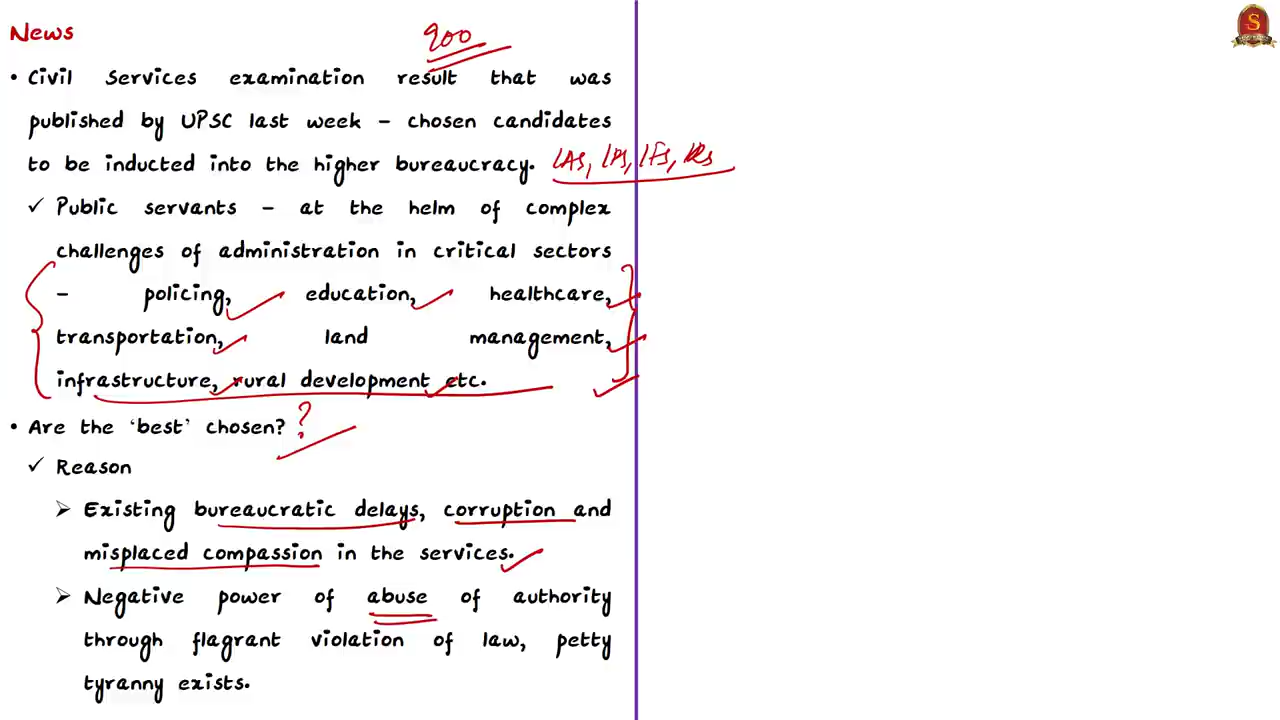 News
900
• Civil Services examination result that was
published by UPSC last week – chosen candidates
to be inducted into the higher bureaucracy. IAS, IPS, IFS, IRS
✓ Public servants – at the helm of complex
challenges of administration in critical sectors
– policing, education, healthcare,
transportation, land management,
infrastructure, rural development etc.
• Are the ‘best’ chosen? ?
✓ Reason
➢ Existing bureaucratic delays, corruption and
misplaced compassion in the services.
➢ Negative power of abuse of authority
through flagrant violation of law, petty
tyranny exists.
S